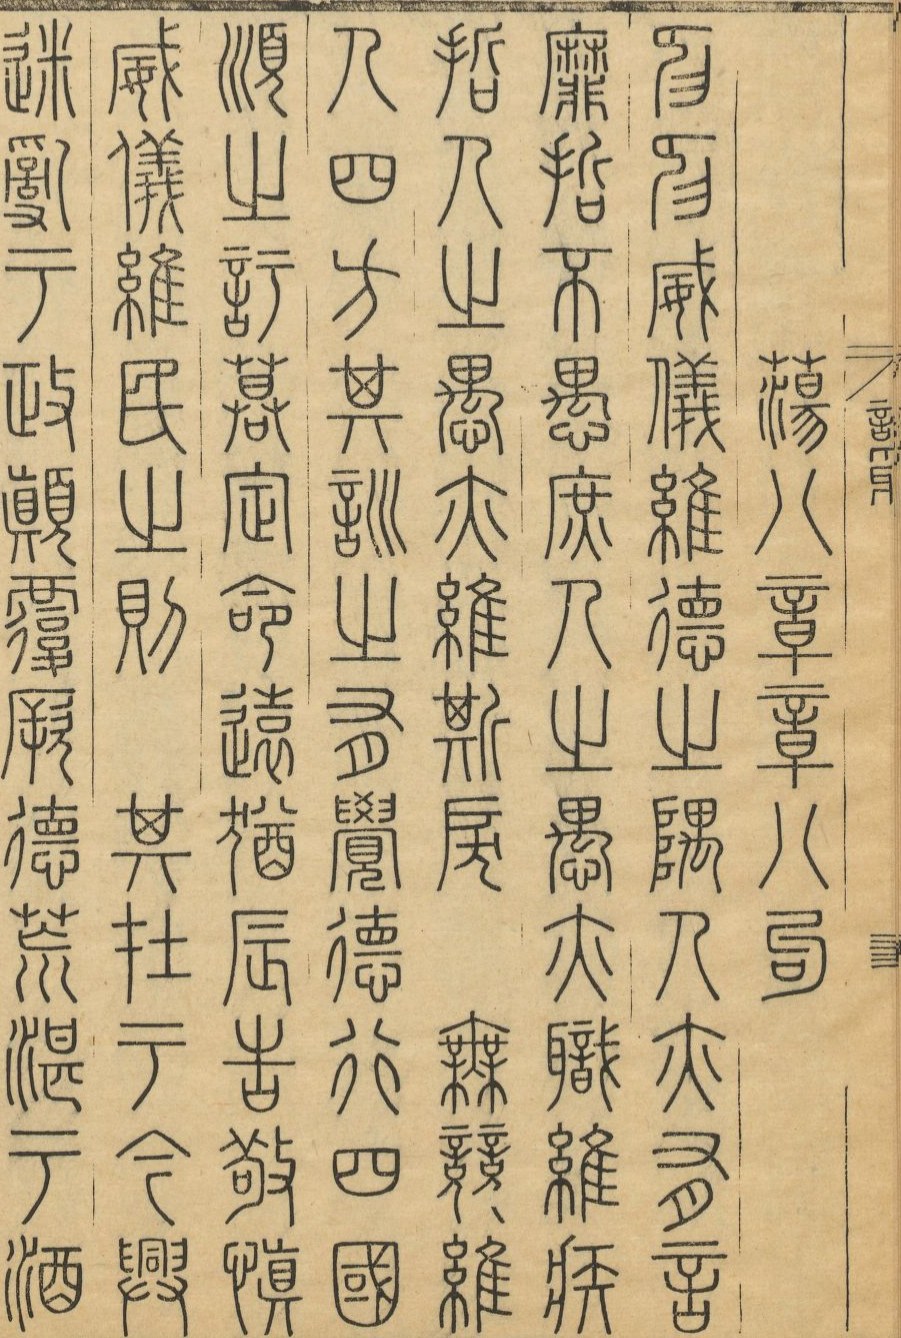 蕩八章章八句
抑抑威儀維德之隅人亦有言
靡哲不愚庶人之愚亦職維疾
哲人之愚亦維斯戾　無競維
人四方其訓之有覺德行四國
順之訏謨定命遠猶辰告敬慎
威儀維民之則　其在于今興
迷亂于政顛覆厥德荒湛于酒